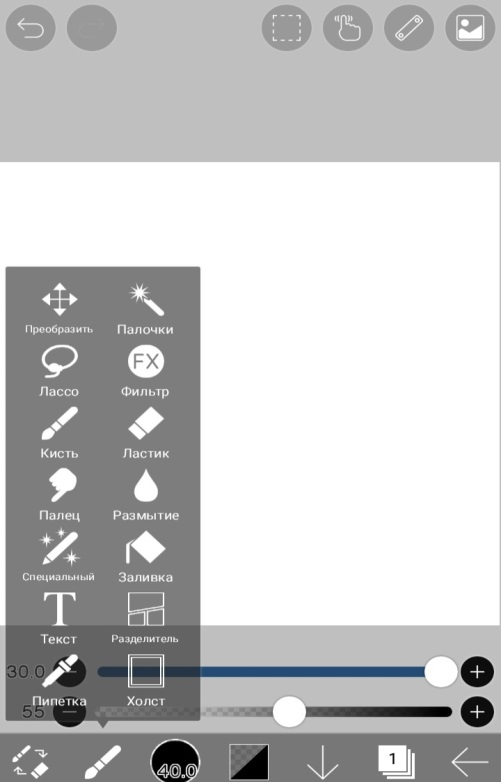 Преобразить Палочки
FX
Лассо Фильтр
Кисть Ластик
Палец Размытие
Специальный Заливка
T
Текст Разделитель
30.0
Пипетка Холст
55
40.0 1